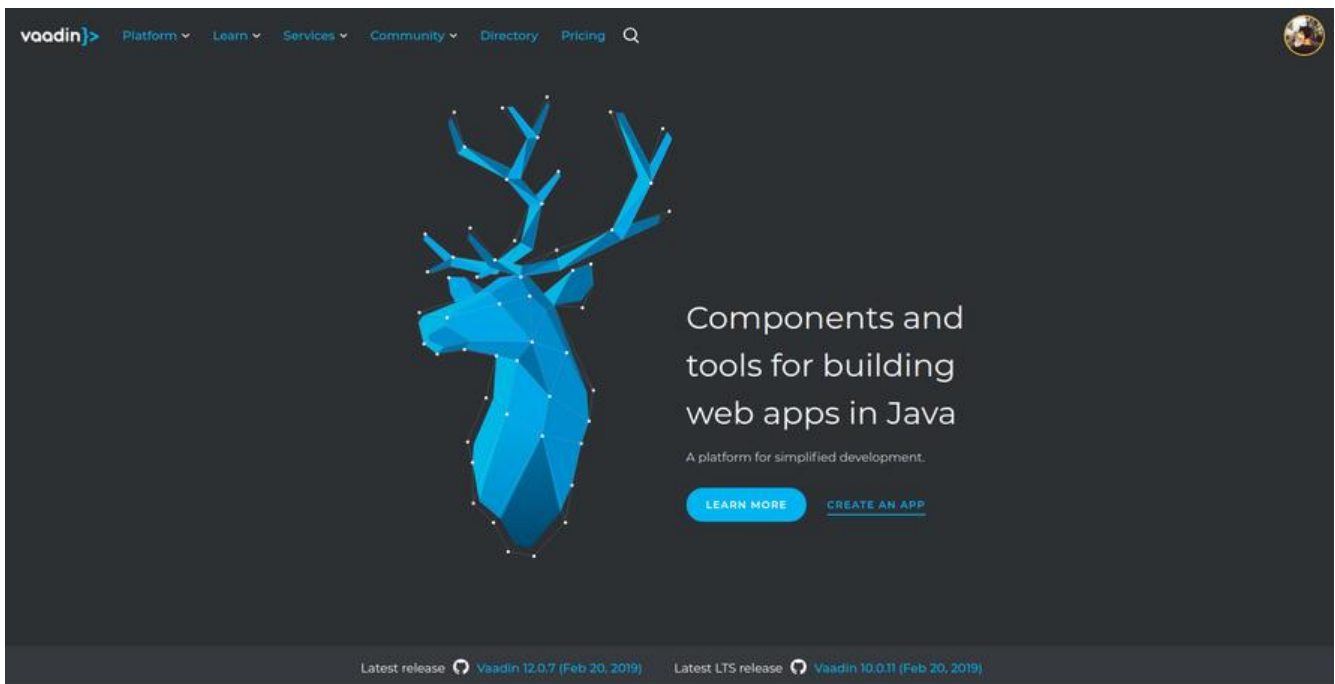 vaadin}>
Platform Learn Services Community Directory Pricing
Components and
tools for building
web apps in Java
A platform for simplified development.
LEARN MORE CREATE AN APP
Latest release Vaadin 12.0.7 (Feb 20, 2019) Latest LTS release Vaadin 10.0.11 (Feb 20, 2019)